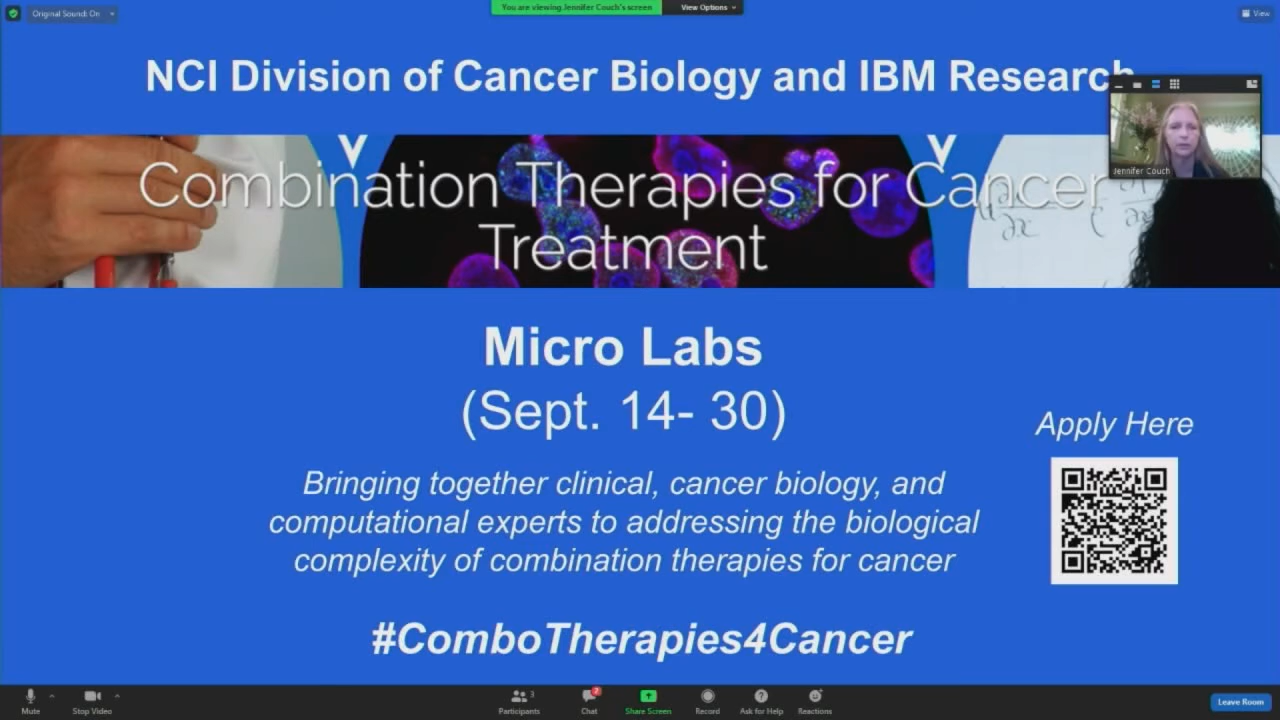 Original Sound: On
You are viewing Jennifer Couch's screen
View Options
View
NCI Division of Cancer Biology and IBM Research
Jennifer Couch
Combination Therapies for Cancer
Treatment
Micro Labs
(Sept. 14- 30)
Apply Here
Bringing together clinical, cancer biology, and
computational experts to addressing the biological
complexity of combination therapies for cancer
#ComboTherapies4Cancer
Mute
Stop Video
Participants
3
Chat
2
Share Screen
Record
Ask for Help
Reactions
Leave Room